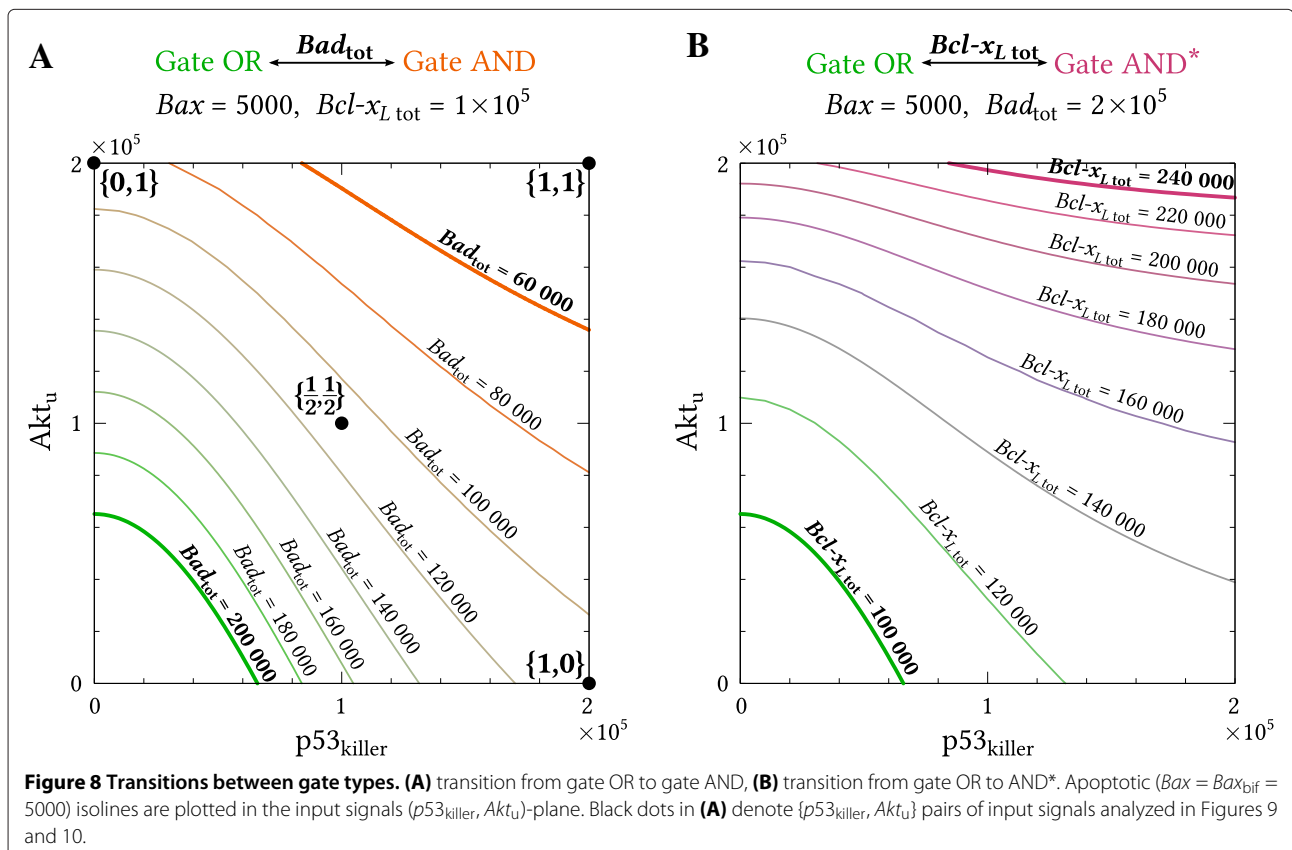 A
Bad_tot
Gate OR Gate AND
Bax = 5000, Bcl-x_L tot = 1×10^5
×10^5
2
1
0
0 1 2
×10^5
Akt_u
p53_killer
{0,1}
{1,1}
{1/2,1/2}
{1,0}
Bad_tot = 60 000
Bad_tot = 80 000
Bad_tot = 100 000
Bad_tot = 120 000
Bad_tot = 140 000
Bad_tot = 160 000
Bad_tot = 180 000
Bad_tot = 200 000
B
Bcl-x_L tot
Gate OR Gate AND*
Bax = 5000, Bad_tot = 2×10^5
×10^5
2
1
0
0 1 2
×10^5
Akt_u
p53_killer
Bcl-x_L tot = 240 000
Bcl-x_L tot = 220 000
Bcl-x_L tot = 200 000
Bcl-x_L tot = 180 000
Bcl-x_L tot = 160 000
Bcl-x_L tot = 140 000
Bcl-x_L tot = 120 000
Bcl-x_L tot = 100 000
Figure 8 Transitions between gate types. (A) transition from gate OR to gate AND, (B) transition from gate OR to AND*. Apoptotic (Bax = Bax_bif =
5000) isolines are plotted in the input signals (p53_killer, Akt_u)-plane. Black dots in (A) denote {p53_killer, Akt_u} pairs of input signals analyzed in Figures 9
and 10.